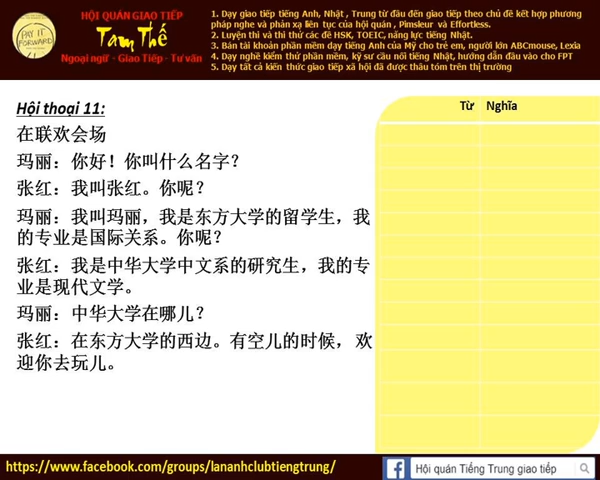 PAY IT FORWARD
HỘI QUÁN GIAO TIẾP
Tam Thế
Ngoại ngữ - Giao Tiếp - Tư vấn
1. Dạy giao tiếp tiếng Anh, Nhật , Trung từ đầu đến giao tiếp theo chủ đề kết hợp phương
pháp nghe và phản xạ liên tục của hội quán , Pimsleur và Effortless.
2. Luyện thi và thi thử các đề HSK, TOEIC, năng lực tiếng Nhật.
3. Bán tài khoản phần mềm dạy tiếng Anh của Mỹ cho trẻ em, người lớn ABCmouse, Lexia
4. Dạy nghề kiểm thử phần mềm, kỹ sư cầu nối tiếng Nhật, hướng dẫn đầu vào cho FPT
5. Dạy tất cả kiến thức giao tiếp xã hội đã được thâu tóm trên thị trường
Hội thoại 11:
在联欢会场
玛丽：你好！你叫什么名字？
张红：我叫张红。你呢？
玛丽：我叫玛丽，我是东方大学的留学生，我
的专业是国际关系。你呢？
张红：我是中华大学中文系的研究生，我的专
业是现代文学。
玛丽：中华大学在哪儿？
张红：在东方大学的西边。有空儿的时候，欢
迎你去玩儿。
Từ Nghĩa
https://www.facebook.com/groups/lananhclubtiengtrung/
f Hội quán Tiếng Trung giao tiếp